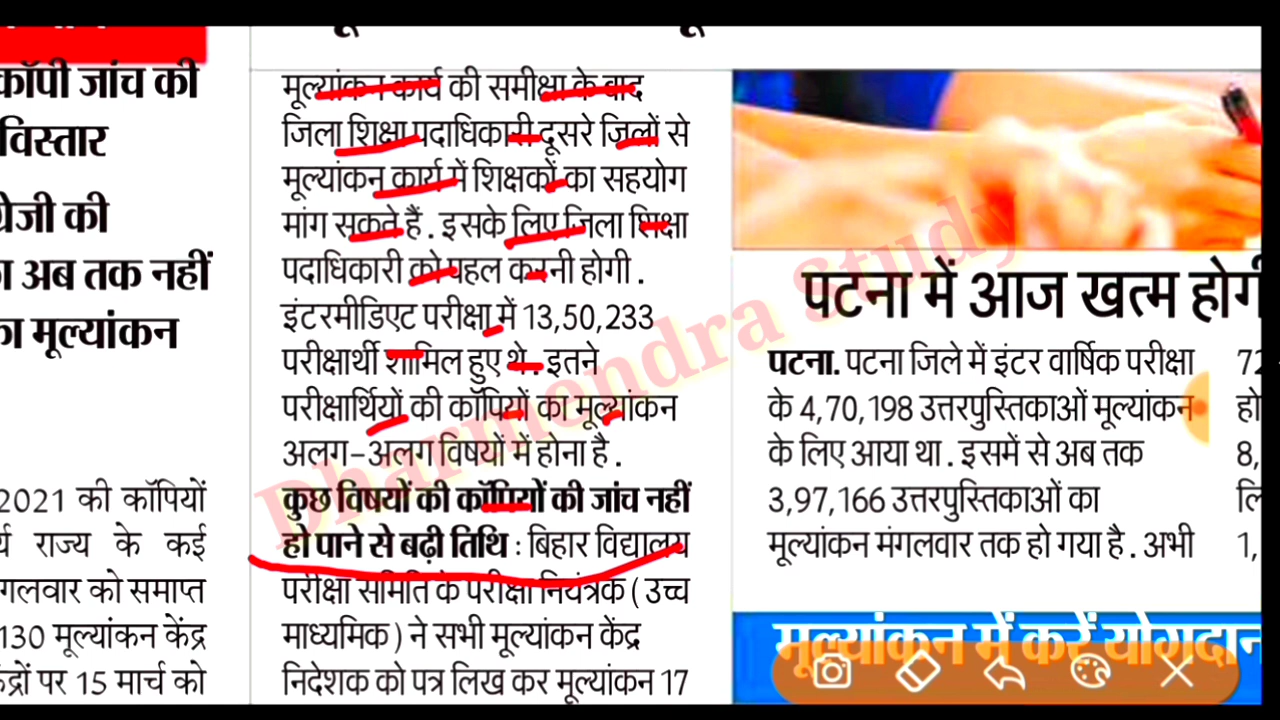 कॉपी जांच की
विस्तार
की
अब तक नहीं
मूल्यांकन
2021 की कॉपियों
राज्य के कई
को समाप्त
130 मूल्यांकन केंद्र
पर 15 मार्च को
मूल्यांकन कार्य की समीक्षा के बाद
जिला शिक्षा पदाधिकारी दूसरे जिलों से
मूल्यांकन कार्य में शिक्षकों का सहयोग
मांग सकते हैं. इसके लिए जिला शिक्षा
पदाधिकारी को पहल करनी होगी.
इंटरमीडिएट परीक्षा में 13,50,233
परीक्षार्थी शामिल हुए थे. इतने
परीक्षार्थियों की कॉपियों का मूल्यांकन
अलग-अलग विषयों में होना है.
कुछ विषयों की कॉपियों की जांच नहीं
हो पाने से बढ़ी तिथि : बिहार विद्यालय
परीक्षा समिति के परीक्षा नियंत्रक (उच्च
माध्यमिक) ने सभी मूल्यांकन केंद्र
निदेशक को पत्र लिख कर मूल्यांकन 17
पटना में आज खत्म होगी
पटना. पटना जिले में इंटर वार्षिक परीक्षा
के 4,70,198 उत्तरपुस्तिकाओं मूल्यांकन
के लिए आया था. इसमें से अब तक
3,97,166 उत्तरपुस्तिकाओं का
मूल्यांकन मंगलवार तक हो गया है. अभी
मूल्यांकन में करें योगदान
Dharmendra Study